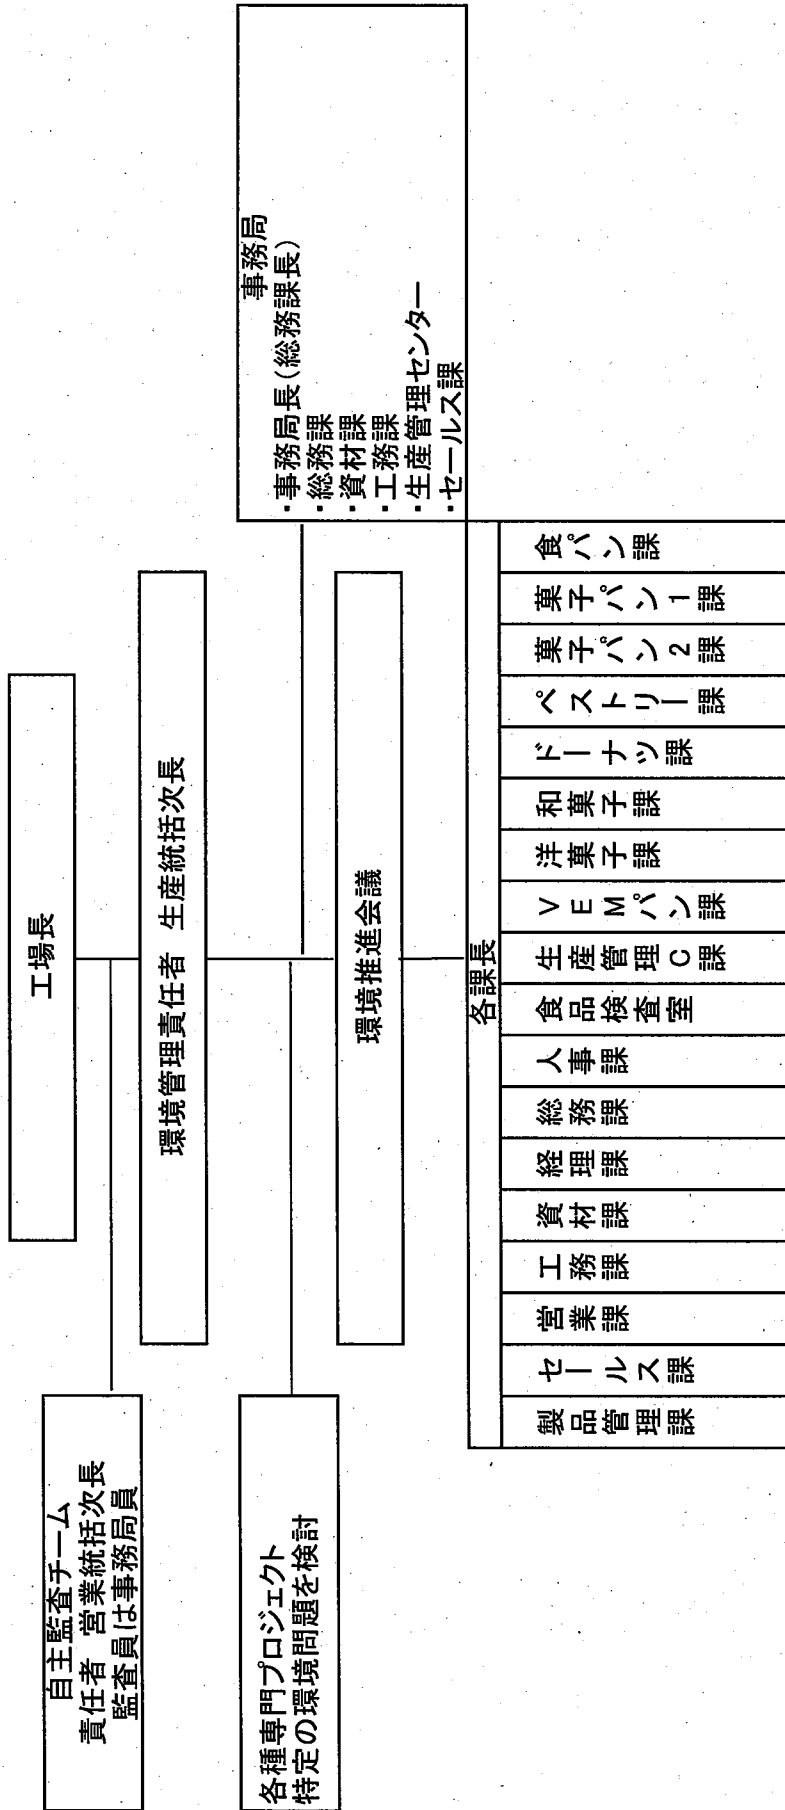 工場長
自主監査チーム
責任者 営業統括次長
監査員は事務局員
環境管理責任者 生産統括次長
各種専門プロジェクト
特定の環境問題を検討
事務局
・事務局長(総務課長)
・総務課
・資材課
・工務課
・生産管理センター
・セールス課
環境推進会議
各課長
製品管理課
セールス課
営業課
工務課
資材課
経理課
総務課
人事課
食品検査室
生産管理C課
VEMパン課
洋菓子課
和菓子課
ドーナツ課
ペストリー課
菓子パン2課
菓子パン1課
食パン課